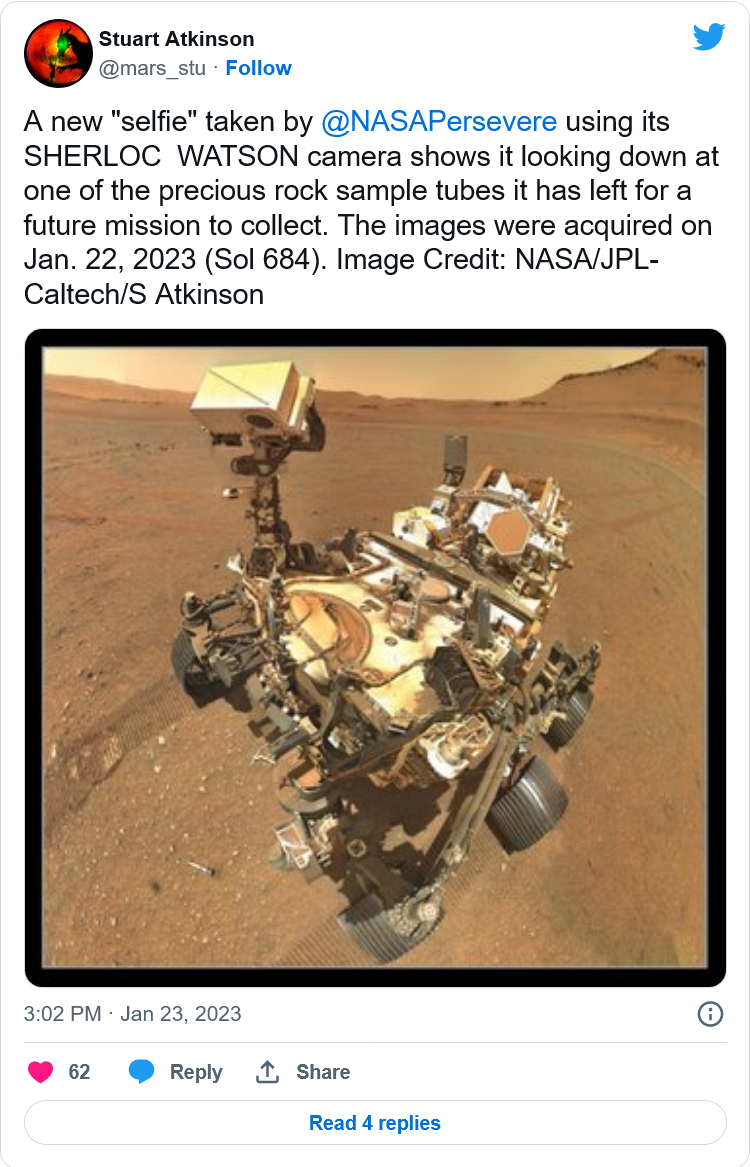 Stuart Atkinson
@mars_stu · Follow
A new "selfie" taken by @NASAPersevere using its
SHERLOC  WATSON camera shows it looking down at
one of the precious rock sample tubes it has left for a
future mission to collect. The images were acquired on
Jan. 22, 2023 (Sol 684). Image Credit: NASA/JPL-
Caltech/S Atkinson
3:02 PM · Jan 23, 2023
62 Reply Share
Read 4 replies